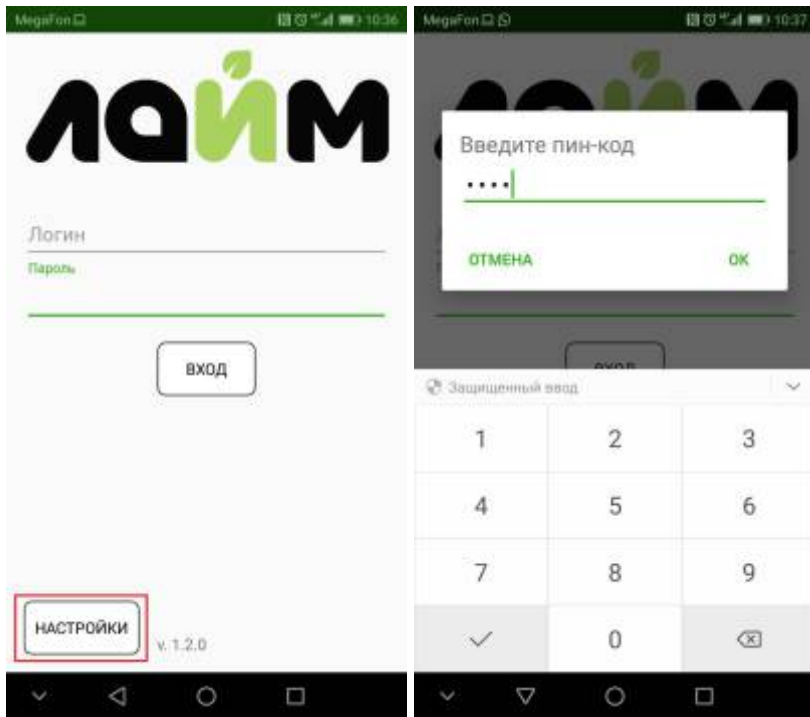 MegaFon 10:36
лайм
Логин
Пароль
ВХОД
НАСТРОЙКИ
v. 1.2.0
MegaFon 10:37
Введите пин-код
ОТМЕНА OK
Защищенный ввод
1 2 3
4 5 6
7 8 9
0